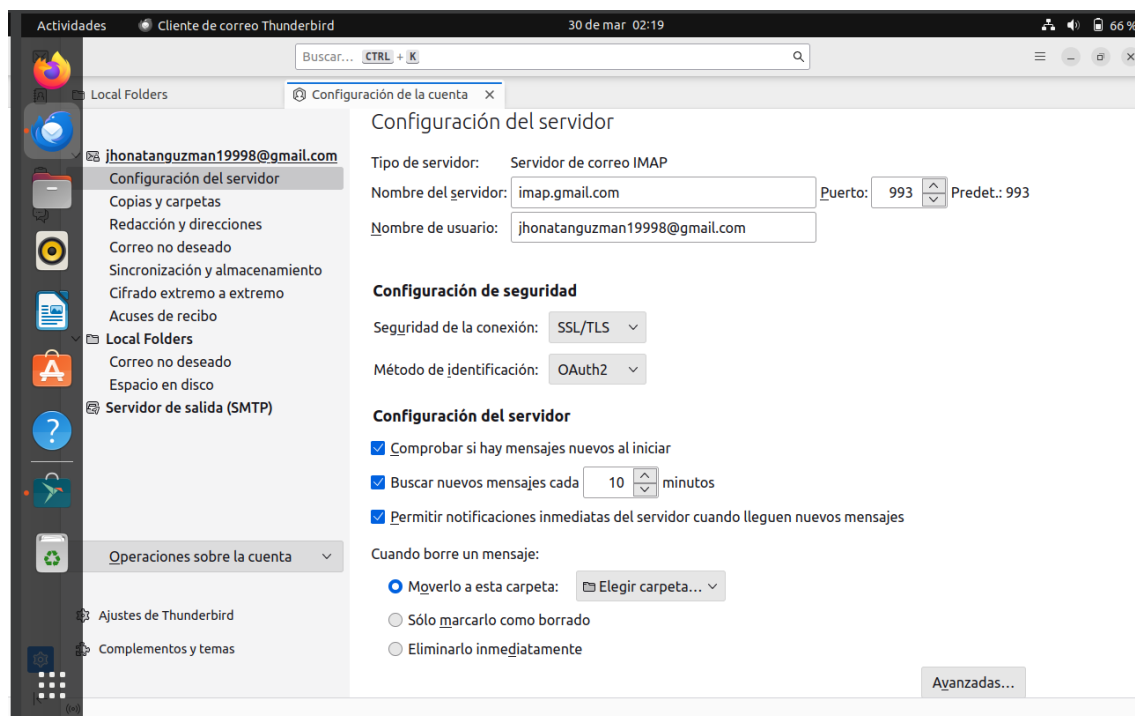 Actividades Cliente de correo Thunderbird 30 de mar 02:19 66 %
Buscar... CTRL + K
Local Folders Configuración de la cuenta
Configuración del servidor
jhonatanguzman19998@gmail.com
Configuración del servidor
Copias y carpetas
Redacción y direcciones
Correo no deseado
Sincronización y almacenamiento
Cifrado extremo a extremo
Acuses de recibo
Local Folders
Correo no deseado
Espacio en disco
Servidor de salida (SMTP)
Operaciones sobre la cuenta
Ajustes de Thunderbird
Complementos y temas
Tipo de servidor: Servidor de correo IMAP
Nombre del servidor: imap.gmail.com Puerto: 993 Predet.: 993
Nombre de usuario: jhonatanguzman19998@gmail.com
Configuración de seguridad
Seguridad de la conexión: SSL/TLS
Método de identificación: OAuth2
Configuración del servidor
Comprobar si hay mensajes nuevos al iniciar
Buscar nuevos mensajes cada 10 minutos
Permitir notificaciones inmediatas del servidor cuando lleguen nuevos mensajes
Cuando borre un mensaje:
Moverlo a esta carpeta: Elegir carpeta...
Sólo marcarlo como borrado
Eliminarlo inmediatamente
Avanzadas...